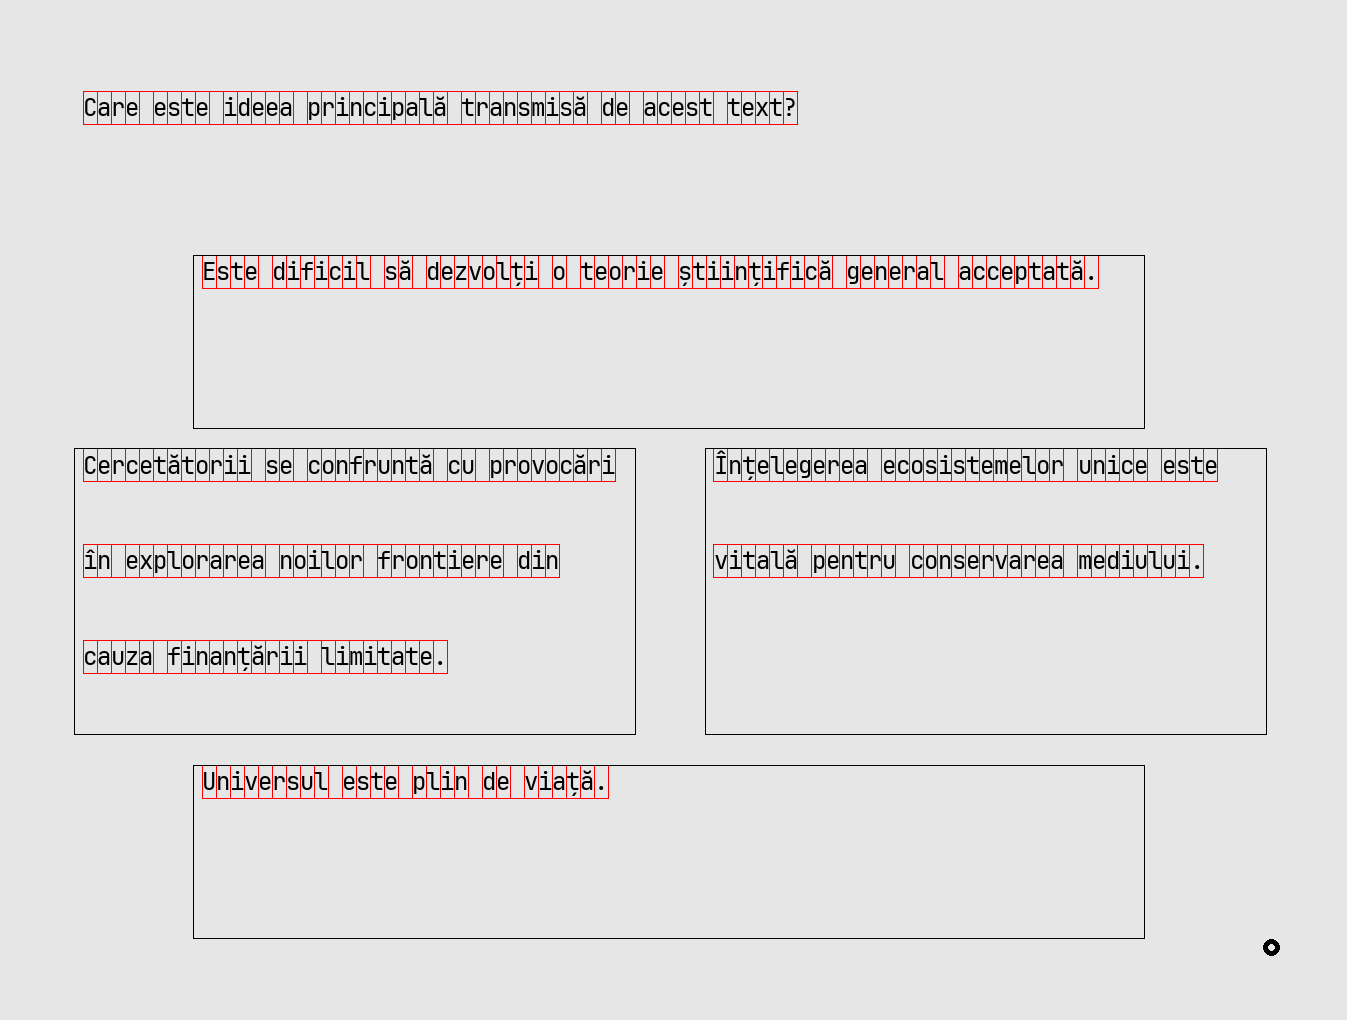 Care este ideea principală transmisă de acest text?
Este dificil să dezvolți o teorie științifică general acceptată.
Cercetătorii se confruntă cu provocări
în explorarea noilor frontiere din
cauza finanțării limitate.
Înțelegerea ecosistemelor unice este
vitală pentru conservarea mediului.
Universul este plin de viață.